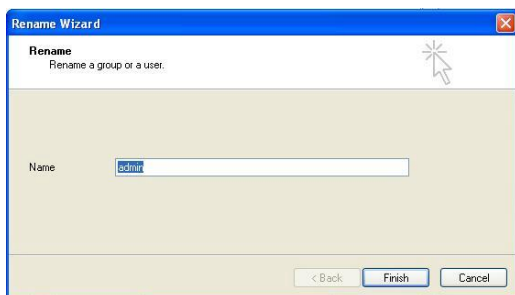 Rename Wizard
Rename
Rename a group or a user.
Name
admin
< Back
Finish
Cancel